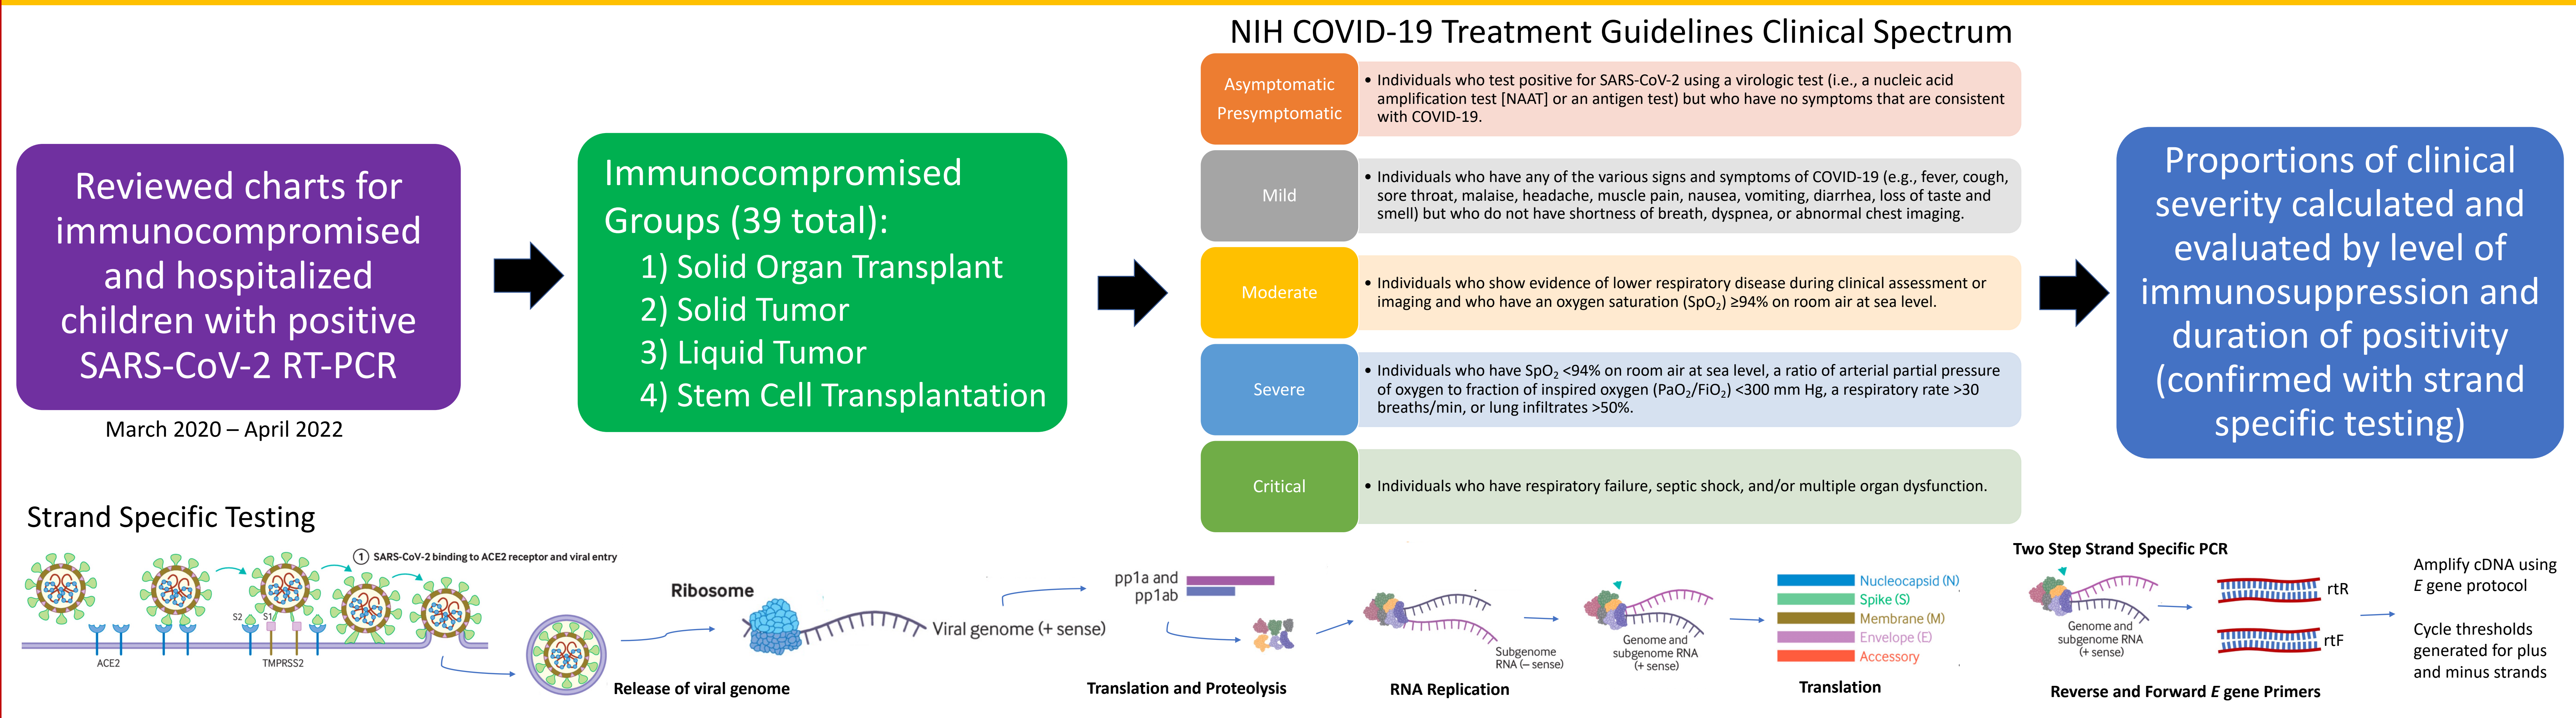 Reviewed charts for
immunocompromised
and hospitalized
children with positive
SARS-CoV-2 RT-PCR
March 2020 – April 2022
Immunocompromised
Groups (39 total):
1) Solid Organ Transplant
2) Solid Tumor
3) Liquid Tumor
4) Stem Cell Transplantation
NIH COVID-19 Treatment Guidelines Clinical Spectrum
Asymptomatic
Presymptomatic
• Individuals who test positive for SARS-CoV-2 using a virologic test (i.e., a nucleic acid
amplification test [NAAT] or an antigen test) but who have no symptoms that are consistent
with COVID-19.
Mild
• Individuals who have any of the various signs and symptoms of COVID-19 (e.g., fever, cough,
sore throat, malaise, headache, muscle pain, nausea, vomiting, diarrhea, loss of taste and
smell) but who do not have shortness of breath, dyspnea, or abnormal chest imaging.
Moderate
• Individuals who show evidence of lower respiratory disease during clinical assessment or
imaging and who have an oxygen saturation (SpO₂) ≥94% on room air at sea level.
Severe
• Individuals who have SpO₂ <94% on room air at sea level, a ratio of arterial partial pressure
of oxygen to fraction of inspired oxygen (PaO₂/FiO₂) <300 mm Hg, a respiratory rate >30
breaths/min, or lung infiltrates >50%.
Critical
• Individuals who have respiratory failure, septic shock, and/or multiple organ dysfunction.
Proportions of clinical
severity calculated and
evaluated by level of
immunosuppression and
duration of positivity
(confirmed with strand
specific testing)
Strand Specific Testing
1 SARS-CoV-2 binding to ACE2 receptor and viral entry
S2
S1
ACE2
TMPRSS2
Release of viral genome
Ribosome
Viral genome (+ sense)
pp1a and
pp1ab
Translation and Proteolysis
Subgenome
RNA (– sense)
RNA Replication
Genome and
subgenome RNA
(+ sense)
Nucleocapsid (N)
Spike (S)
Membrane (M)
Envelope (E)
Accessory
Translation
Two Step Strand Specific PCR
Genome and
subgenome RNA
(+ sense)
rtR
rtF
Reverse and Forward E gene Primers
Amplify cDNA using
E gene protocol
Cycle thresholds
generated for plus
and minus strands